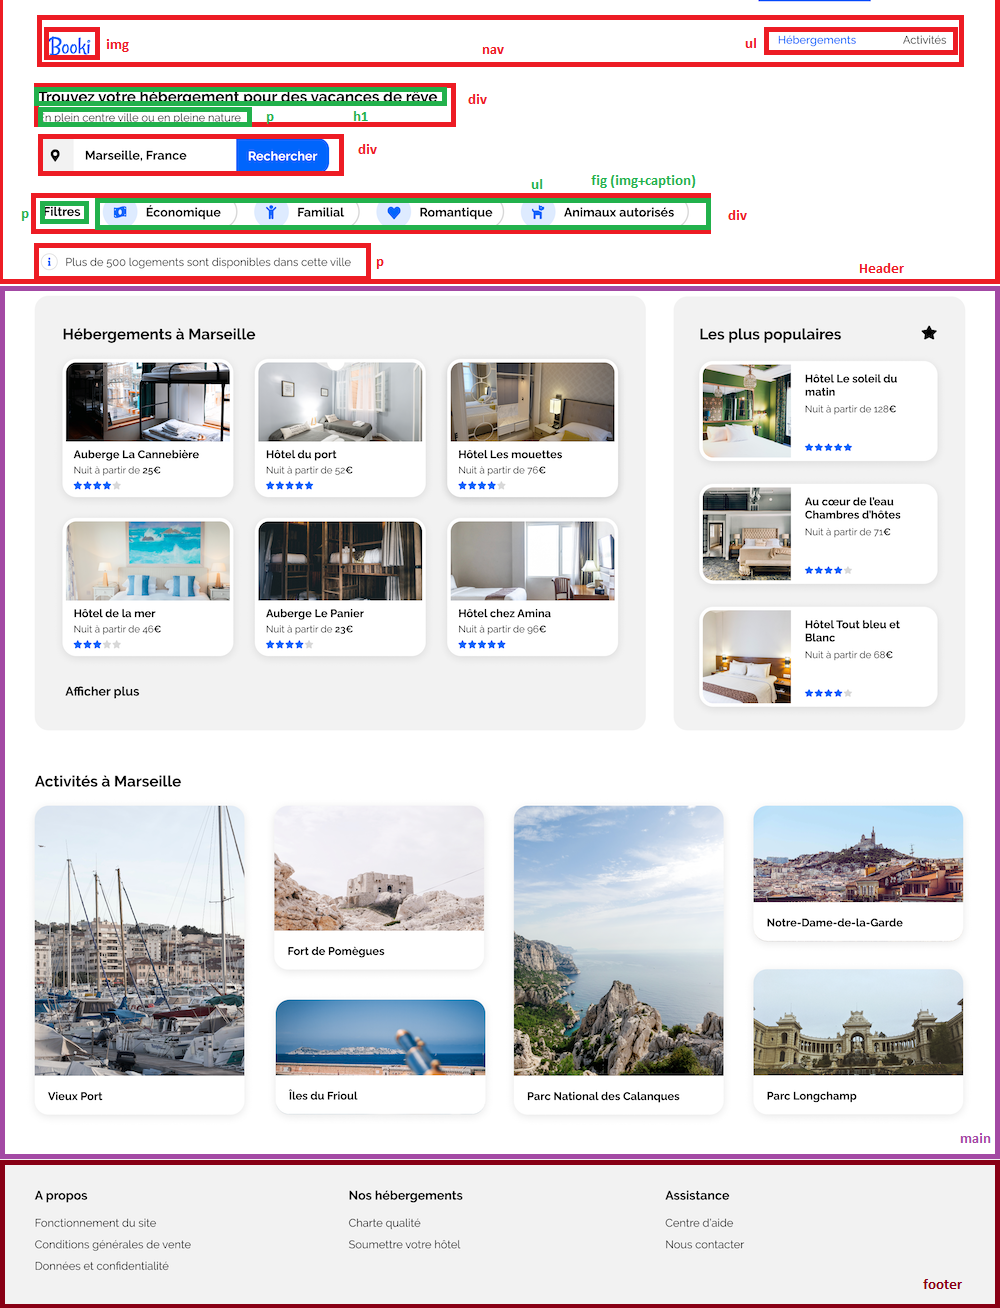 Booki
img
nav
ul
Hébergements
Activités
Trouvez votre hébergement pour des vacances de rêve
div
En plein centre ville ou en pleine nature
p
h1
Marseille, France
Rechercher
div
ul
fig (img+caption)
p
Filtres
Économique
Familial
Romantique
Animaux autorisés
div
Plus de 500 logements sont disponibles dans cette ville
p
Header
Hébergements à Marseille
Auberge La Cannebière
Nuit à partir de 25€
Hôtel du port
Nuit à partir de 52€
Hôtel Les mouettes
Nuit à partir de 76€
Hôtel de la mer
Nuit à partir de 46€
Auberge Le Panier
Nuit à partir de 23€
Hôtel chez Amina
Nuit à partir de 96€
Afficher plus
Les plus populaires
Hôtel Le soleil du
matin
Nuit à partir de 128€
Au cœur de l'eau
Chambres d'hôtes
Nuit à partir de 71€
Hôtel Tout bleu et
Blanc
Nuit à partir de 68€
Activités à Marseille
Vieux Port
Fort de Pomègues
Îles du Frioul
Parc National des Calanques
Notre-Dame-de-la-Garde
Parc Longchamp
main
A propos
Fonctionnement du site
Conditions générales de vente
Données et confidentialité
Nos hébergements
Charte qualité
Soumettre votre hôtel
Assistance
Centre d'aide
Nous contacter
footer